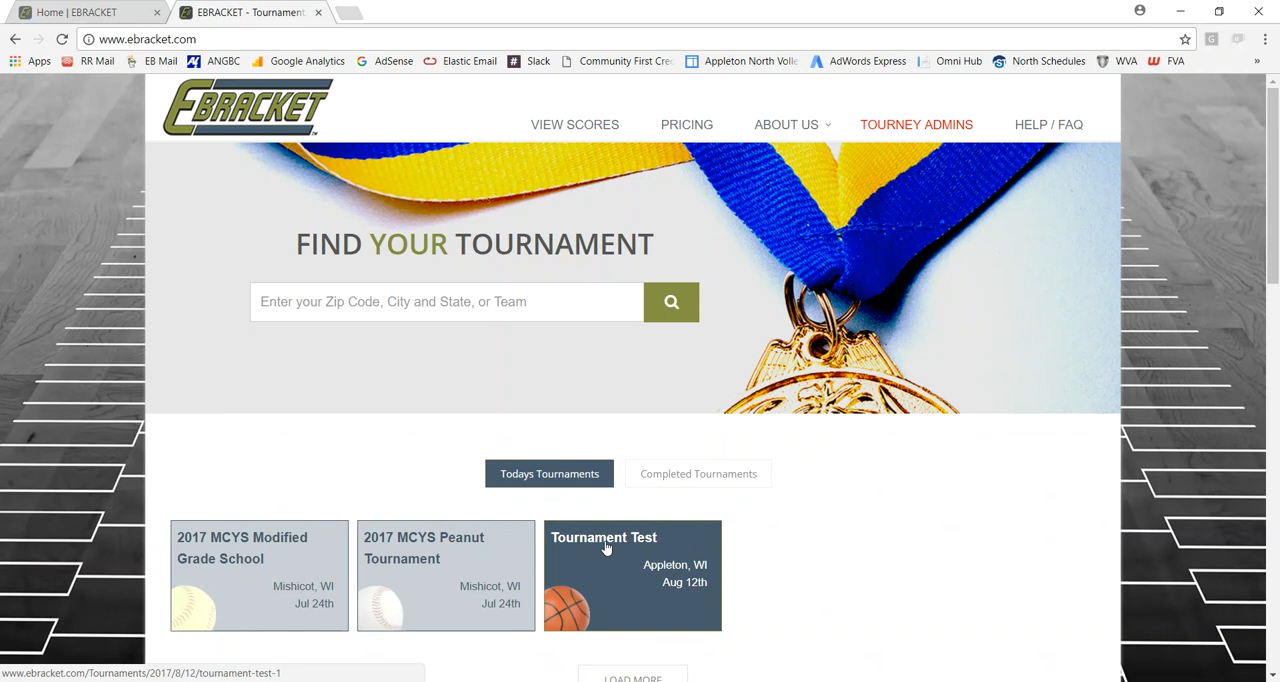 Home | EBRACKET
EBRACKET - Tournament
www.ebracket.com
Apps RR Mail EB Mail ANGBC Google Analytics AdSense Elastic Email Slack Community First Cre Appleton North Volle AdWords Express Omni Hub North Schedules WVA FVA »
EBRACKET
VIEW SCORES PRICING ABOUT US TOURNEY ADMINS HELP / FAQ
FIND YOUR TOURNAMENT
Enter your Zip Code, City and State, or Team
Todays Tournaments Completed Tournaments
2017 MCYS Modified
Grade School
Mishicot, WI
Jul 24th
2017 MCYS Peanut
Tournament
Mishicot, WI
Jul 24th
Tournament Test
Appleton, WI
Aug 12th
LOAD MORE
www.ebracket.com/Tournaments/2017/8/12/tournament-test-1